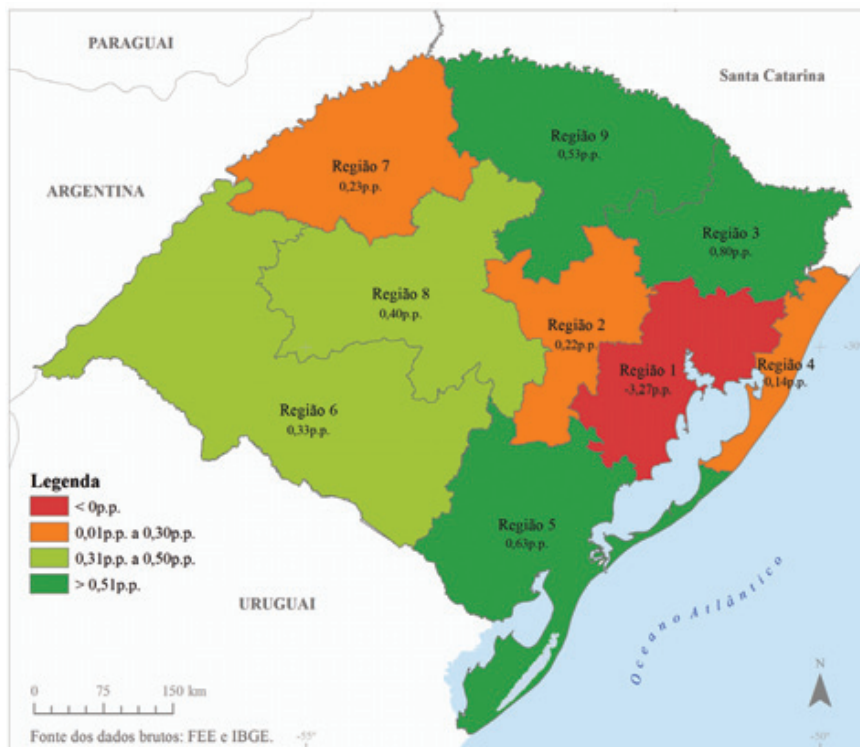 PARAGUAI
Santa Catarina
Região 9
0,53p.p.
Região 7
0,23p.p.
ARGENTINA
Região 3
0,80p.p.
Região 8
0,40p.p.
Região 2
0,22p.p.
-30°
Região 1
-3,27p.p.
Região 4
0,14p.p.
Região 6
0,33p.p.
Legenda
< 0p.p.
0,01p.p. a 0,30p.p.
0,31p.p. a 0,50p.p.
> 0,51p.p.
Região 5
0,63p.p.
URUGUAI
Oceano Atlântico
N
0 75 150 km
Fonte dos dados brutos: FEE e IBGE.
-55°
-50°